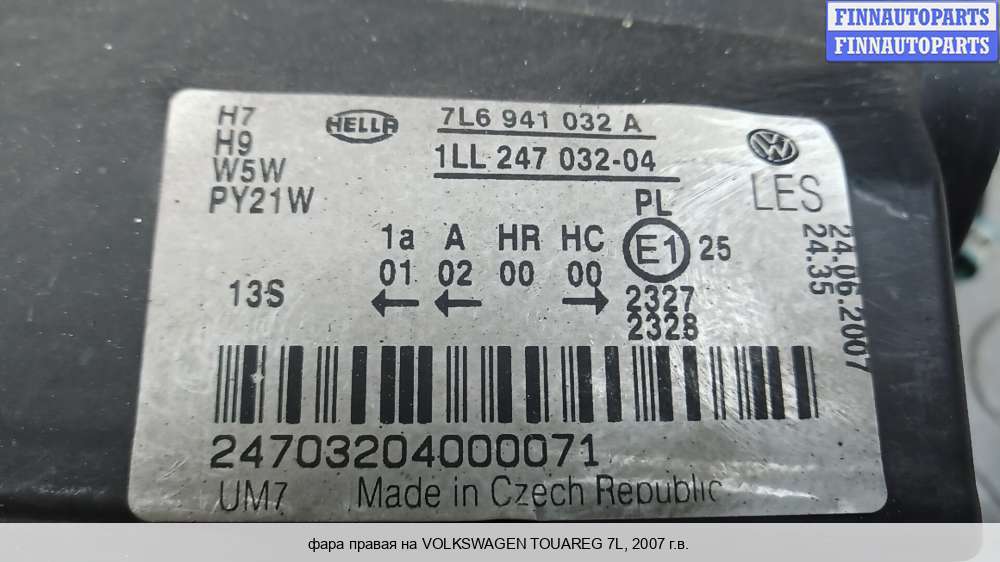 FINNAUTOPARTS
FINNAUTOPARTS
H7
H9
W5W
PY21W
HELLA
7L6 941 032 A
1LL 247 032-04
PL
LES
24.06.2007
24.35
1a A HR HC
01 02 00 00
E1 25
13S
2327
2328
24703204000071
UM7 Made in Czech Republic
фара правая на VOLKSWAGEN TOUAREG 7L, 2007 г.в.